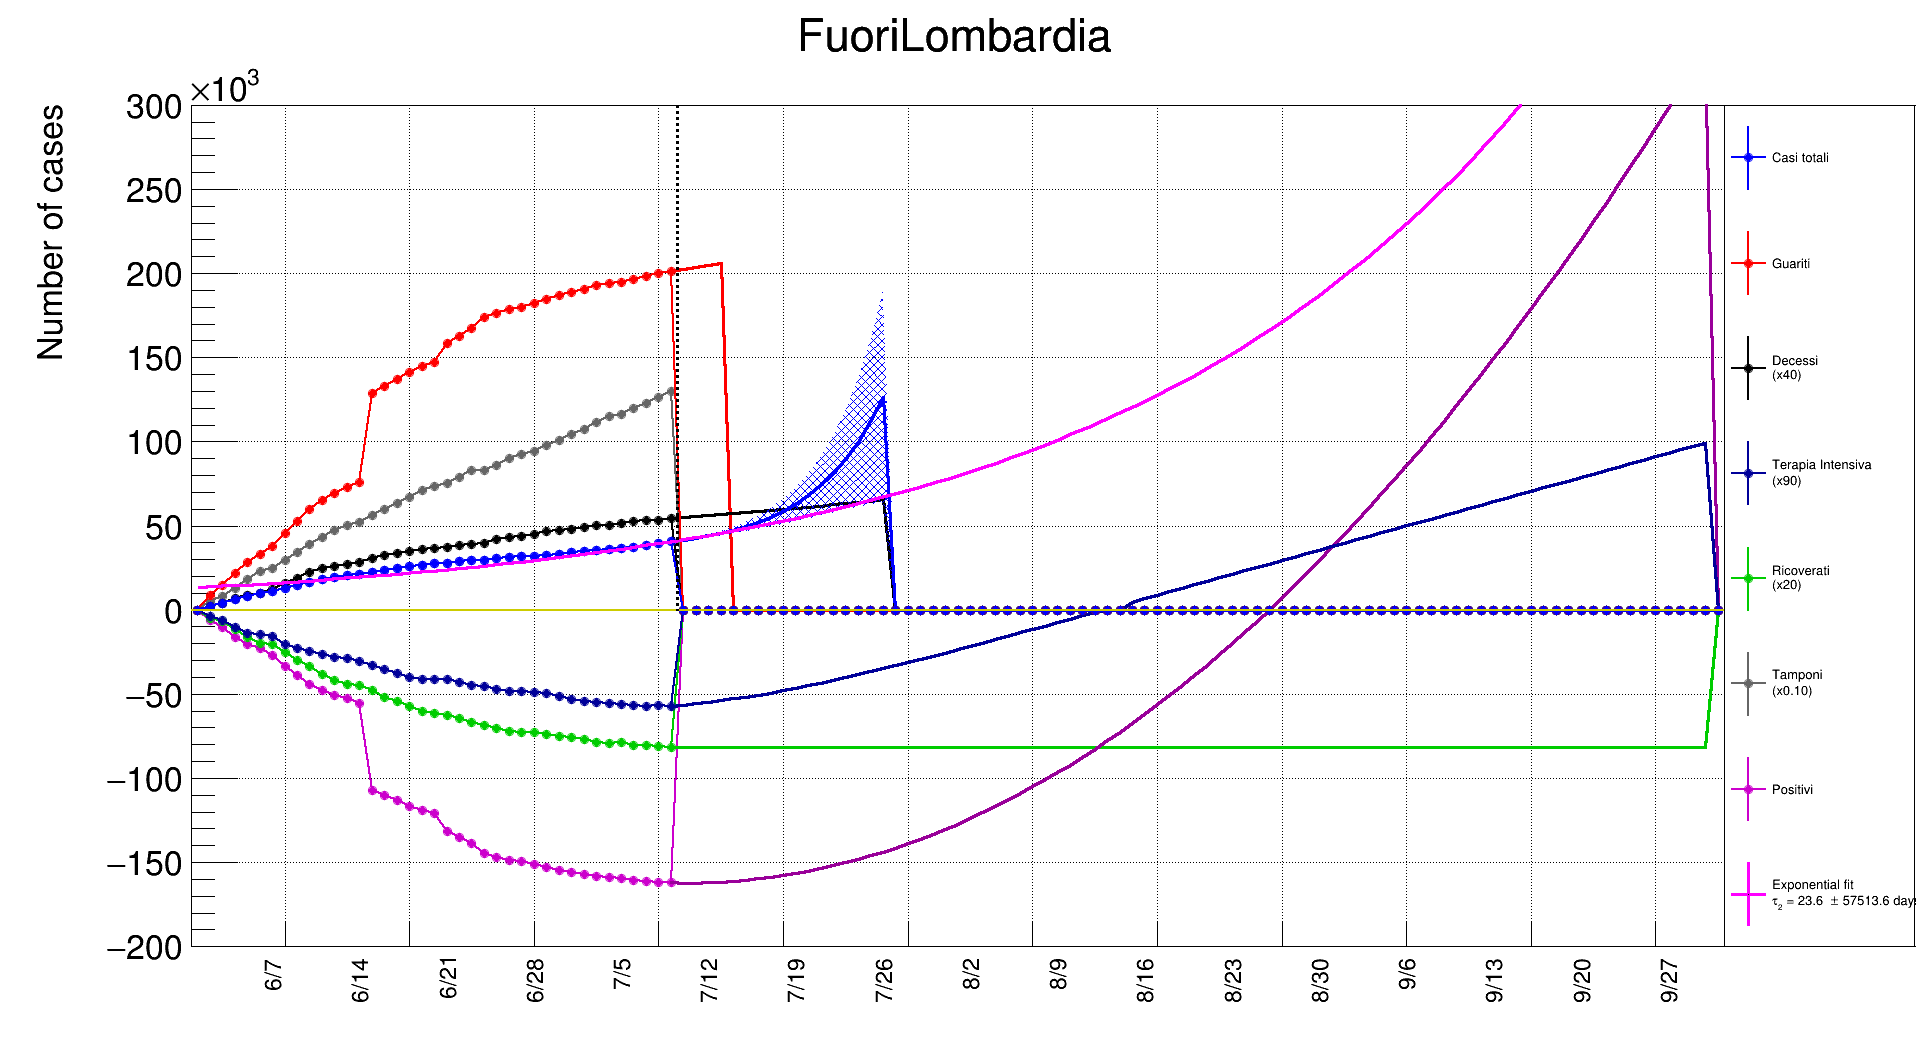 FuoriLombardia
×10³
Number of cases
300
250
200
150
100
50
0
−50
−100
−150
−200
6/7
6/14
6/21
6/28
7/5
7/12
7/19
7/26
8/2
8/9
8/16
8/23
8/30
9/6
9/13
9/20
9/27
Casi totali
Guariti
Decessi
(x40)
Terapia Intensiva
(x90)
Ricoverati
(x20)
Tamponi
(x0.10)
Positivi
Exponential fit
τ₂ = 23.6 ± 57513.6 days